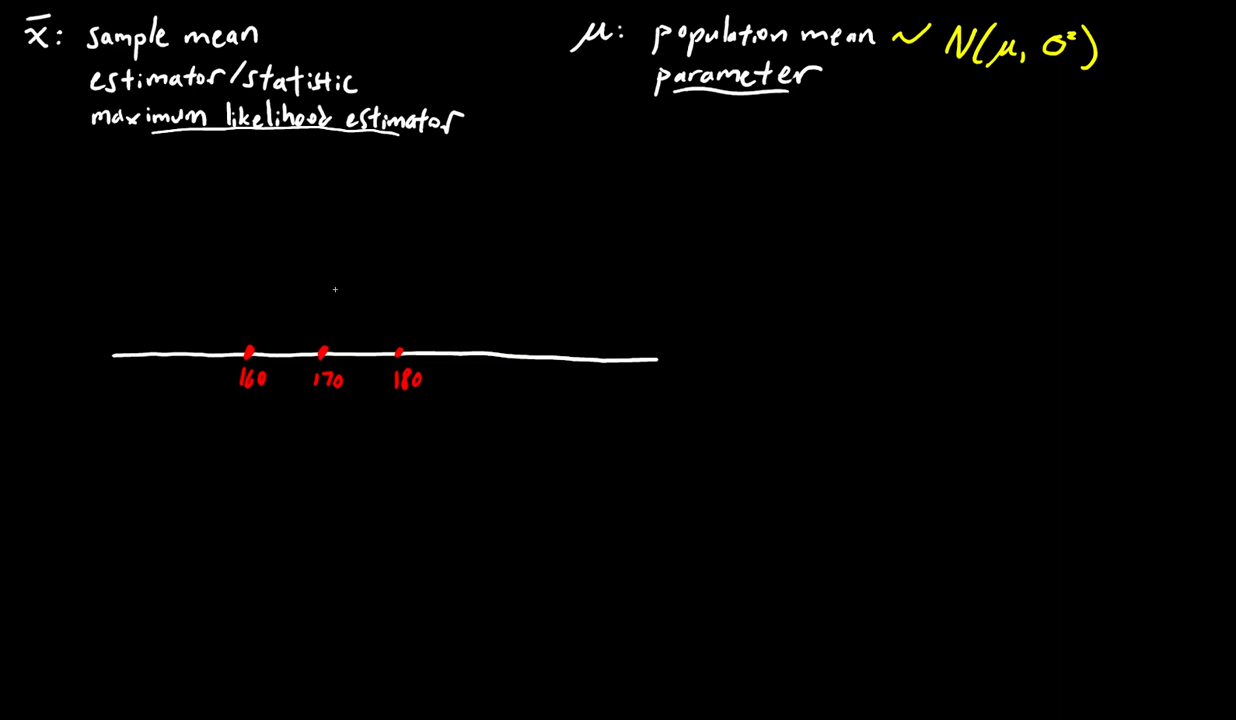 x̄: sample mean
estimator/statistic
maximum likelihood estimator
μ: population mean ~ N(μ, σ²)
parameter
160 170 180